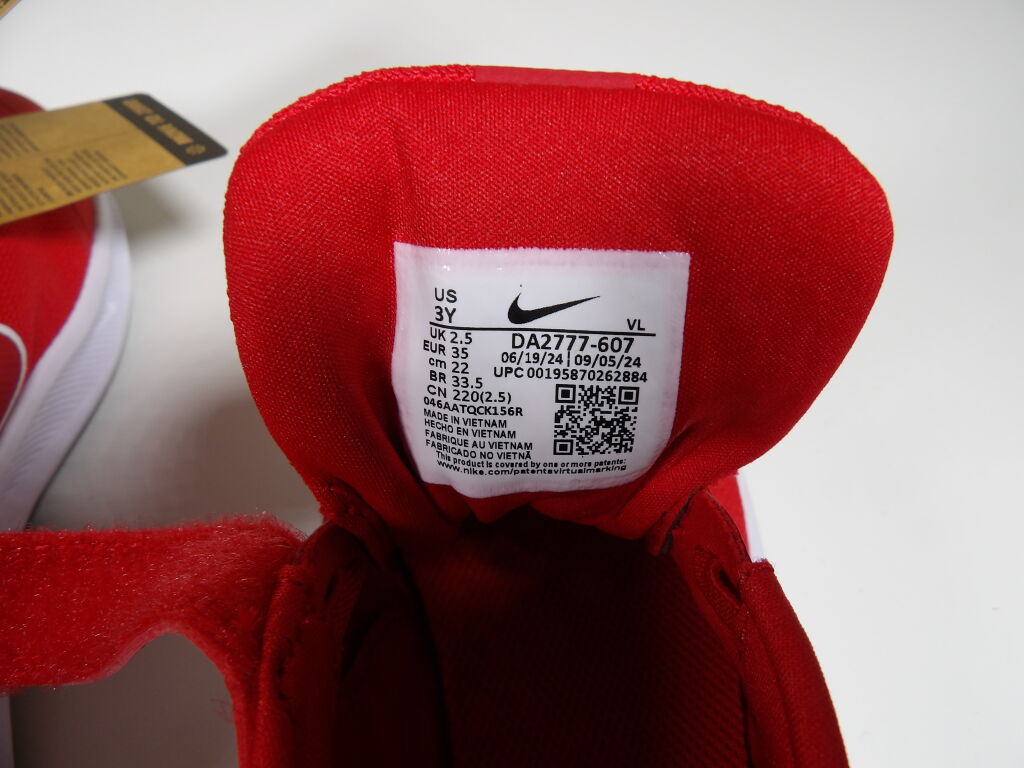 US
3Y
VL
UK 2.5
EUR 35
cm 22
BR 33.5
CN 220(2.5)
DA2777-607
06/19/24 | 09/05/24
UPC 00195870262884
046AATQCK156R
MADE IN VIETNAM
HECHO EN VIETNAM
FABRIQUE AU VIETNAM
FABRICADO NO VIETNÃ
This product is covered by one or more patents:
www.nike.com/patentsvirtualmarking